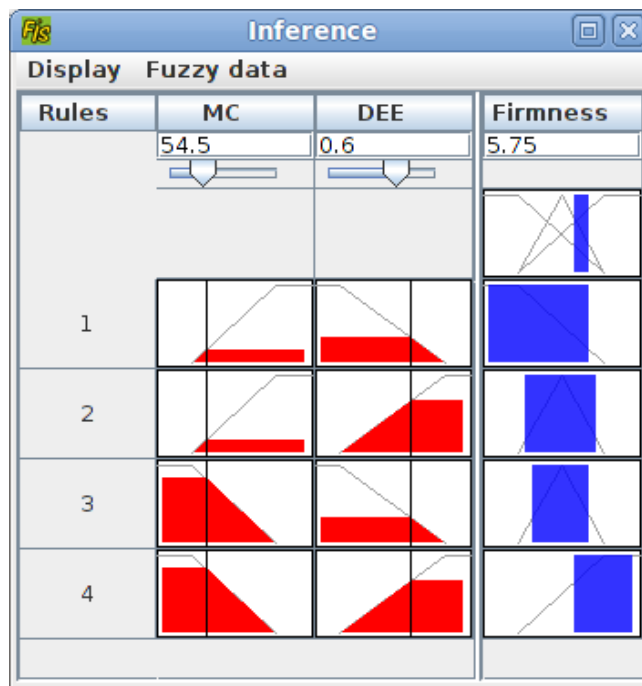 Fis
Inference
Display Fuzzy data
Rules MC DEE Firmness
54.5 0.6 5.75
1
2
3
4